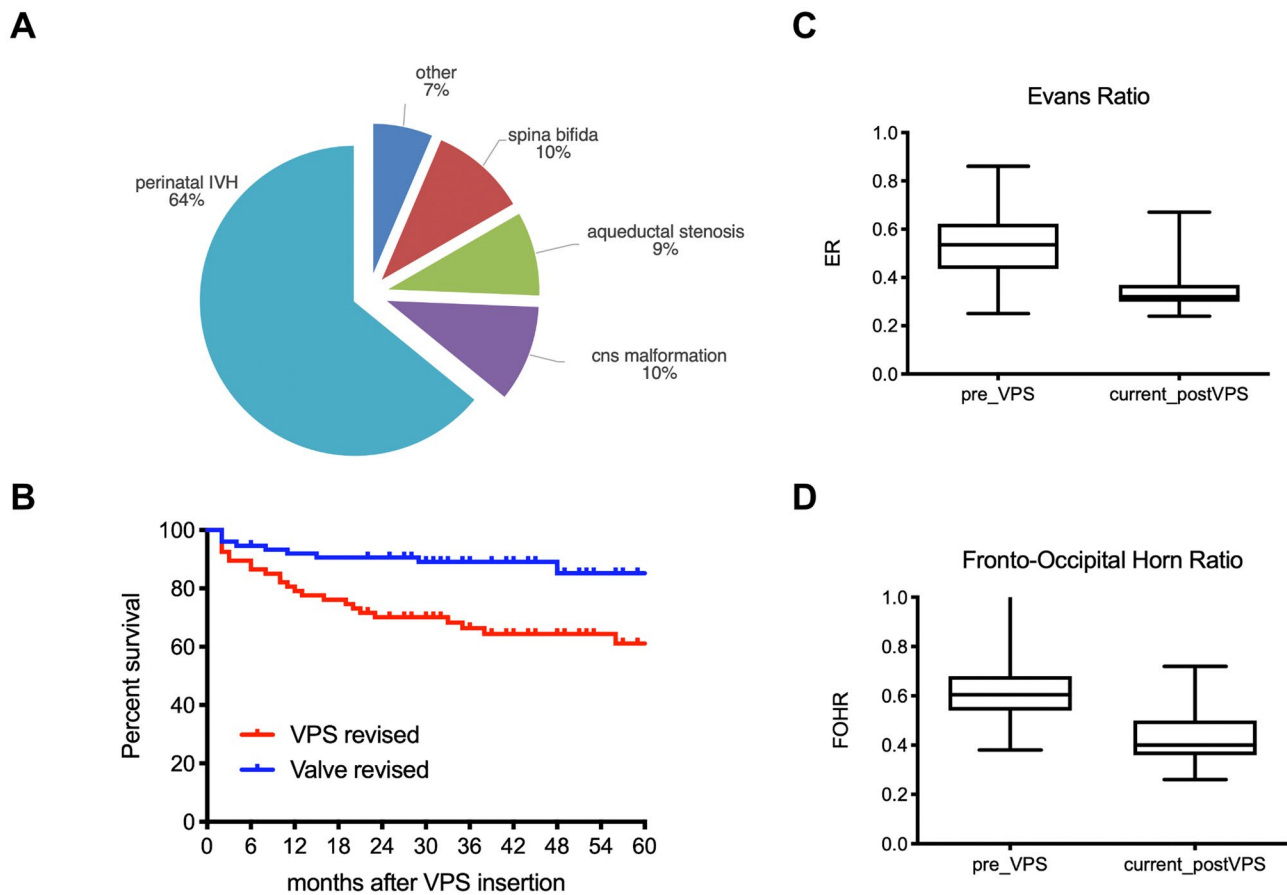 A
other
7%
spina bifida
10%
perinatal IVH
64%
aqueductal stenosis
9%
cns malformation
10%
B
100
80
60
40
20
0
Percent survival
VPS revised
Valve revised
0 6 12 18 24 30 36 42 48 54 60
months after VPS insertion
C
Evans Ratio
1.0
0.8
0.6
0.4
0.2
0.0
ER
pre_VPS current_postVPS
D
Fronto-Occipital Horn Ratio
1.0
0.8
0.6
0.4
0.2
0.0
FOHR
pre_VPS current_postVPS